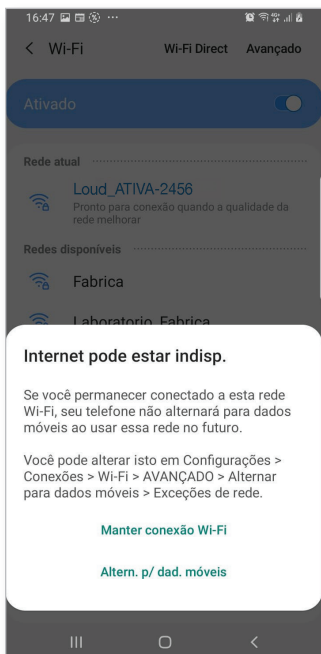 16:47
4G+
Wi-Fi
Wi-Fi Direct
Avançado
Ativado
Rede atual
Loud_ATIVA-2456
Pronto para conexão quando a qualidade da
rede melhorar
Redes disponíveis
Fabrica
Laboratorio_Fabrica
Internet pode estar indisp.
Se você permanecer conectado a esta rede
Wi-Fi, seu telefone não alternará para dados
móveis ao usar essa rede no futuro.
Você pode alterar isto em Configurações >
Conexões > Wi-Fi > AVANÇADO > Alternar
para dados móveis > Exceções de rede.
Manter conexão Wi-Fi
Altern. p/ dad. móveis